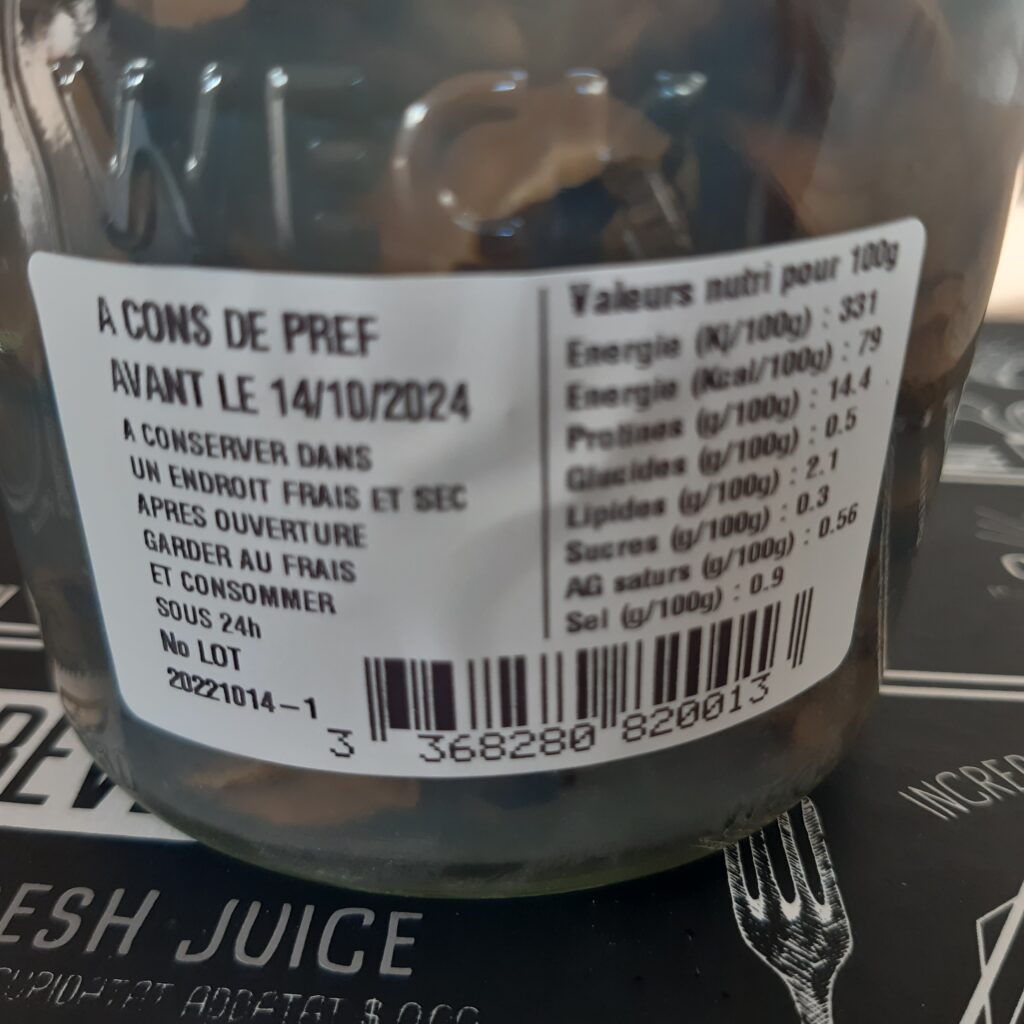 A CONS DE PREF
AVANT LE 14/10/2024
A CONSERVER DANS
UN ENDROIT FRAIS ET SEC
APRES OUVERTURE
GARDER AU FRAIS
ET CONSOMMER
SOUS 24h
No LOT
20221014-1
Valeurs nutri pour 100g
Energie (Kj/100g) : 331
Energie (Kcal/100g) : 79
Protines (g/100g) : 14.4
Glucides (g/100g) : 0.5
Lipides (g/100g) : 2.1
Sucres (g/100g) : 0.3
AG saturs (g/100g) : 0.56
Sel (g/100g) : 0.9
3 368280 820013
ESH JUICE
INCRED